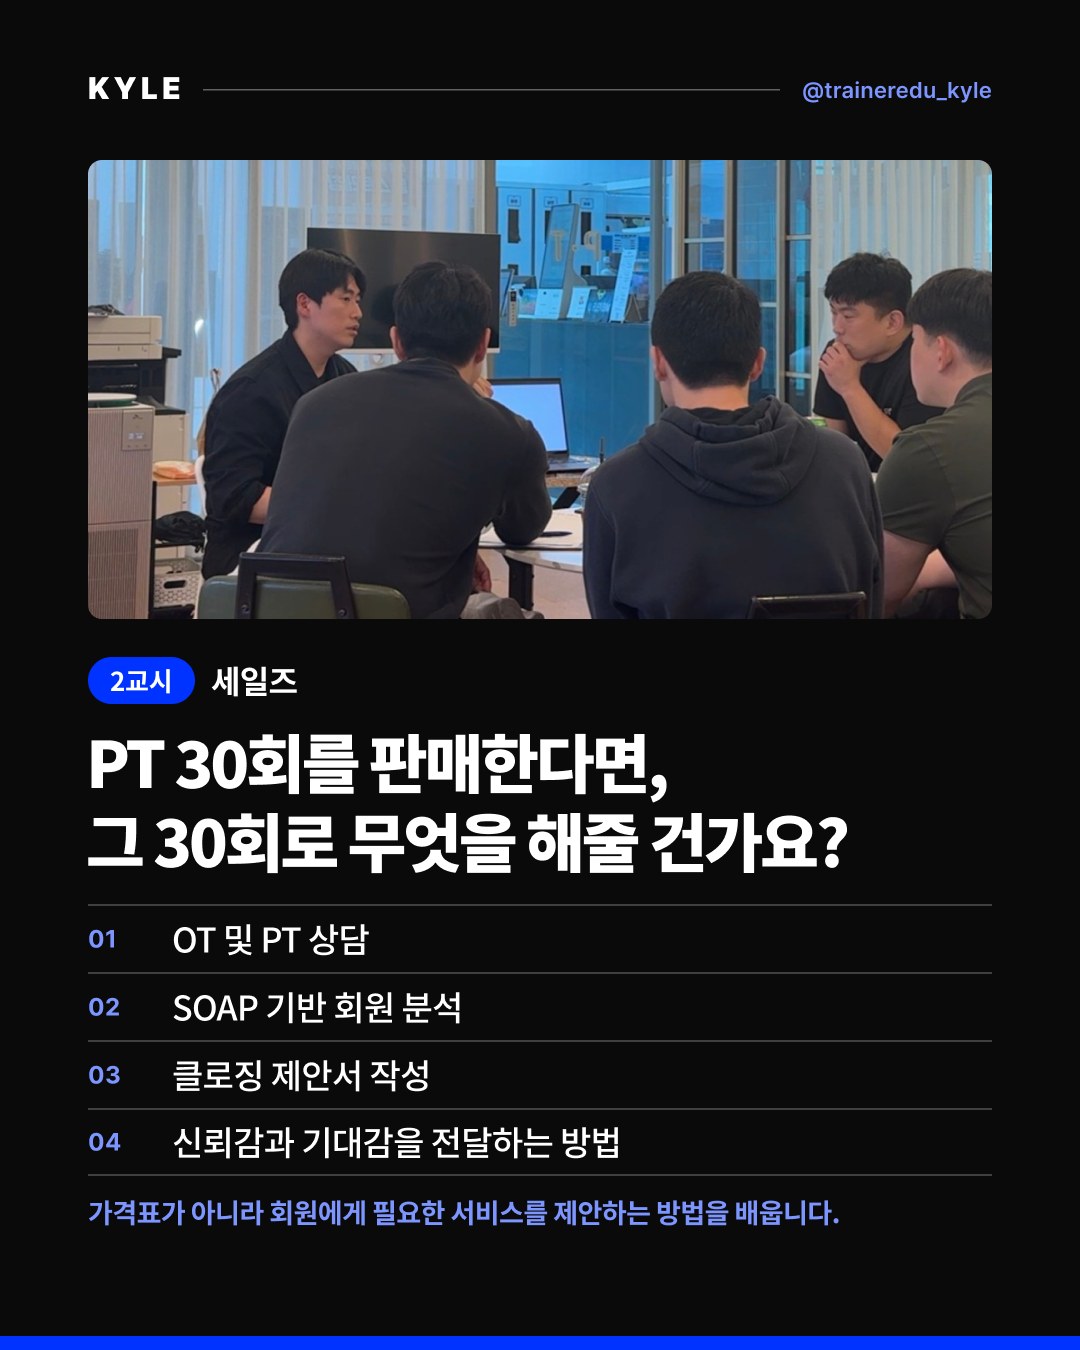 KYLE
@traineredu_kyle
2교시 세일즈
PT 30회를 판매한다면,
그 30회로 무엇을 해줄 건가요?
01 OT 및 PT 상담
02 SOAP 기반 회원 분석
03 클로징 제안서 작성
04 신뢰감과 기대감을 전달하는 방법
가격표가 아니라 회원에게 필요한 서비스를 제안하는 방법을 배웁니다.